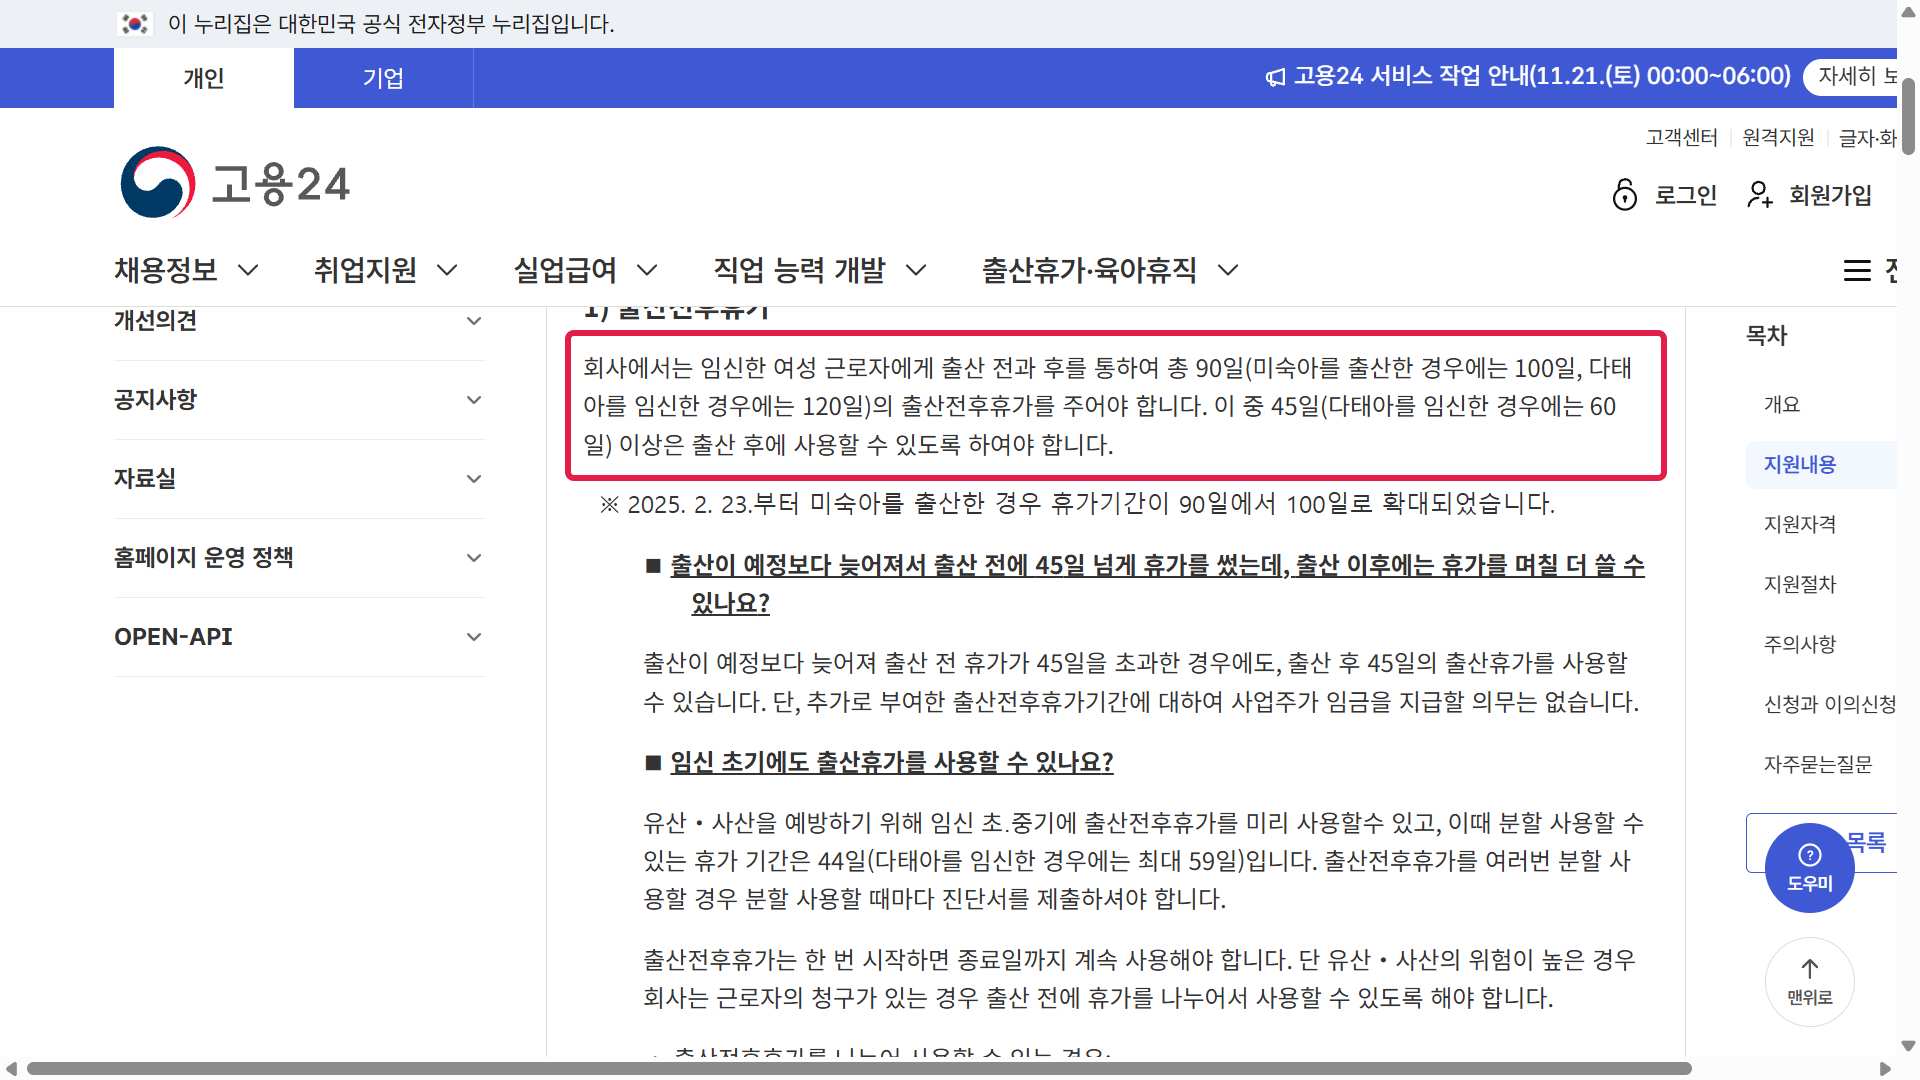 이 누리집은 대한민국 공식 전자정부 누리집입니다.
개인
기업
고용24 서비스 작업 안내(11.21.(토) 00:00~06:00)
자세히 보
고객센터
원격지원
글자·화
고용24
로그인
회원가입
채용정보
취업지원
실업급여
직업 능력 개발
출산휴가·육아휴직
개선의견
공지사항
자료실
홈페이지 운영 정책
OPEN-API
1) 출산전후휴가
회사에서는 임신한 여성 근로자에게 출산 전과 후를 통하여 총 90일(미숙아를 출산한 경우에는 100일, 다태
아를 임신한 경우에는 120일)의 출산전후휴가를 주어야 합니다. 이 중 45일(다태아를 임신한 경우에는 60
일) 이상은 출산 후에 사용할 수 있도록 하여야 합니다.
※ 2025. 2. 23.부터 미숙아를 출산한 경우 휴가기간이 90일에서 100일로 확대되었습니다.
■ 출산이 예정보다 늦어져서 출산 전에 45일 넘게 휴가를 썼는데, 출산 이후에는 휴가를 며칠 더 쓸 수
있나요?
출산이 예정보다 늦어져 출산 전 휴가가 45일을 초과한 경우에도, 출산 후 45일의 출산휴가를 사용할
수 있습니다. 단, 추가로 부여한 출산전후휴가기간에 대하여 사업주가 임금을 지급할 의무는 없습니다.
■ 임신 초기에도 출산휴가를 사용할 수 있나요?
유산・사산을 예방하기 위해 임신 초.중기에 출산전후휴가를 미리 사용할수 있고, 이때 분할 사용할 수
있는 휴가 기간은 44일(다태아를 임신한 경우에는 최대 59일)입니다. 출산전후휴가를 여러번 분할 사
용할 경우 분할 사용할 때마다 진단서를 제출하셔야 합니다.
출산전후휴가는 한 번 시작하면 종료일까지 계속 사용해야 합니다. 단 유산・사산의 위험이 높은 경우
회사는 근로자의 청구가 있는 경우 출산 전에 휴가를 나누어서 사용할 수 있도록 해야 합니다.
출산전후휴가를 나누어 사용할 수 있는 경우:
목차
개요
지원내용
지원자격
지원절차
주의사항
신청과 이의신청
자주묻는질문
목록
도우미
맨위로